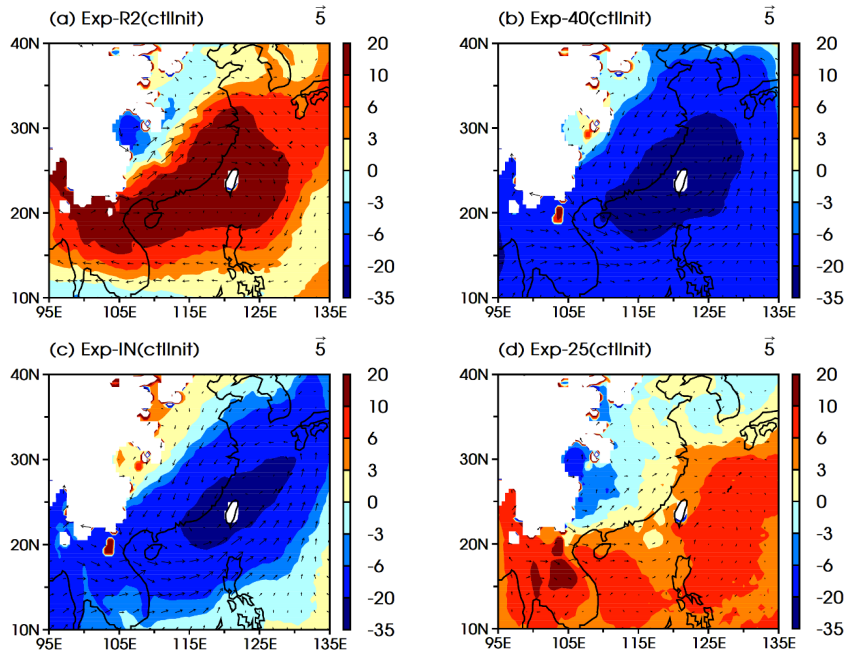 (a) Exp-R2(ctlInit) 5
40N
30N
20N
10N
95E 105E 115E 125E 135E
20
10
6
3
0
-3
-6
-20
-35
(b) Exp-40(ctlInit) 5
40N
30N
20N
10N
95E 105E 115E 125E 135E
20
10
6
3
0
-3
-6
-20
-35
(c) Exp-IN(ctlInit) 5
40N
30N
20N
10N
95E 105E 115E 125E 135E
20
10
6
3
0
-3
-6
-20
-35
(d) Exp-25(ctlInit) 5
40N
30N
20N
10N
95E 105E 115E 125E 135E
20
10
6
3
0
-3
-6
-20
-35